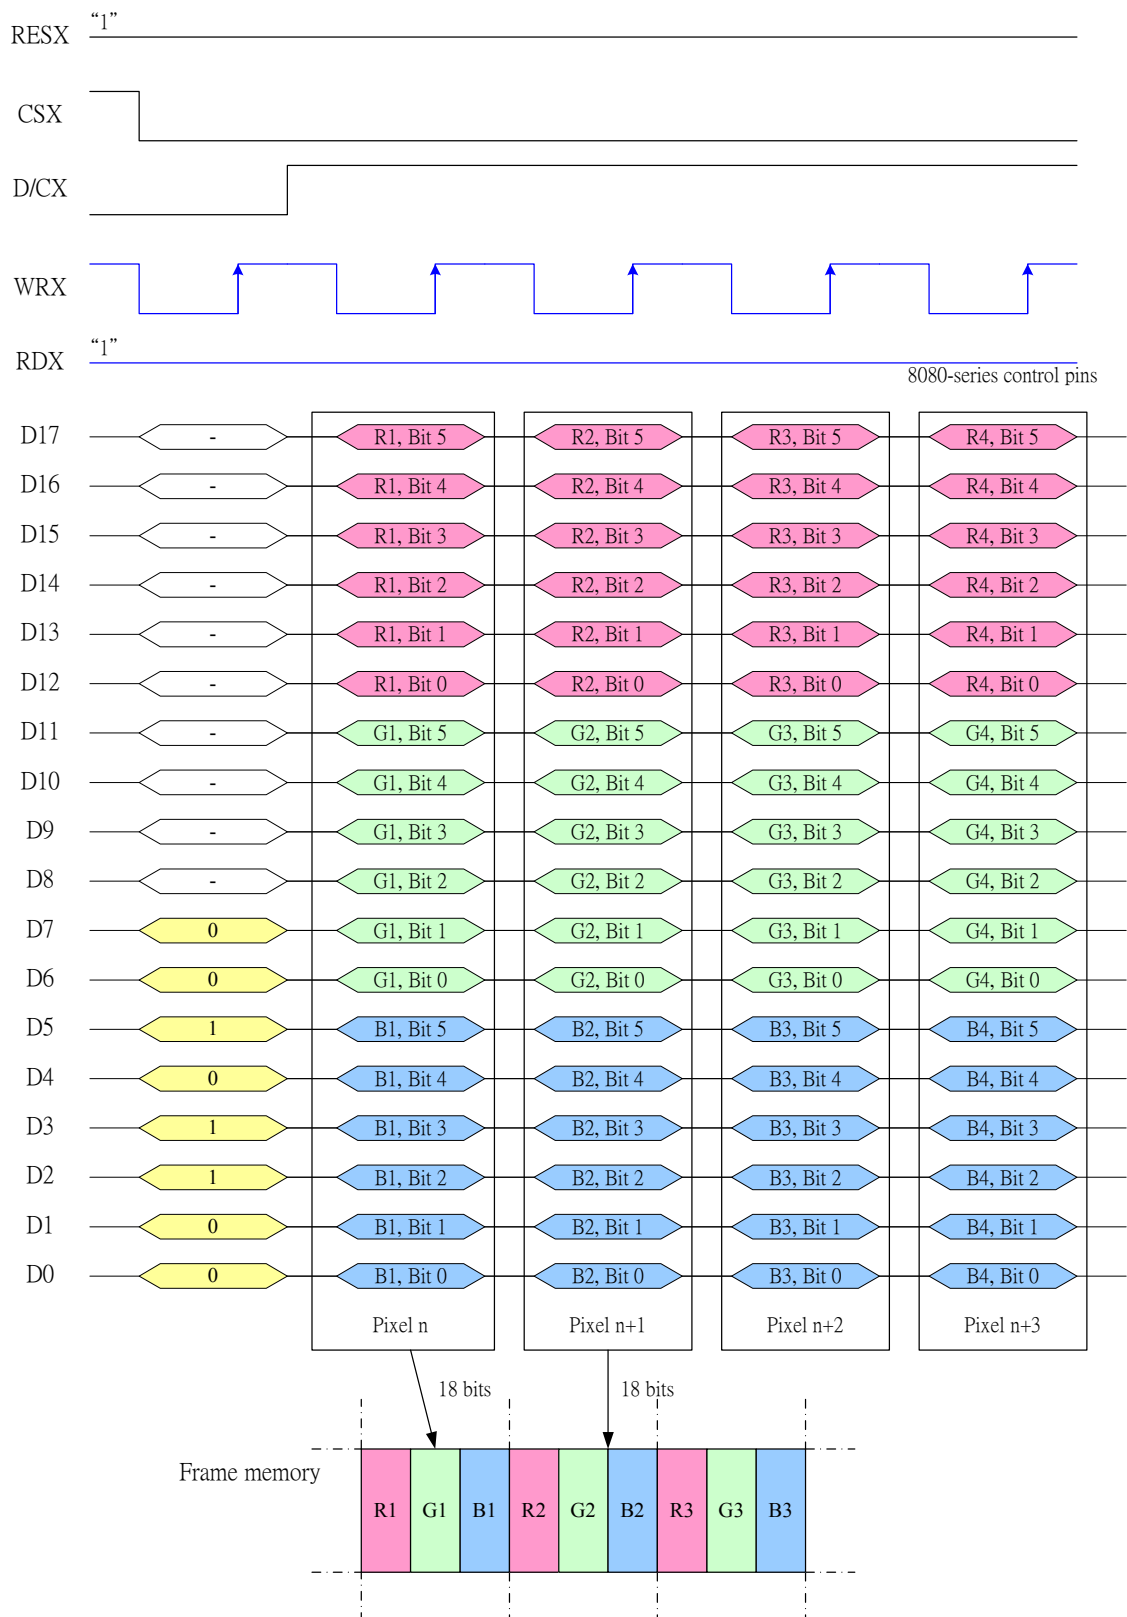 RESX “1”
CSX
D/CX
WRX
RDX “1”
8080-series control pins
D17 - R1, Bit 5 R2, Bit 5 R3, Bit 5 R4, Bit 5
D16 - R1, Bit 4 R2, Bit 4 R3, Bit 4 R4, Bit 4
D15 - R1, Bit 3 R2, Bit 3 R3, Bit 3 R4, Bit 3
D14 - R1, Bit 2 R2, Bit 2 R3, Bit 2 R4, Bit 2
D13 - R1, Bit 1 R2, Bit 1 R3, Bit 1 R4, Bit 1
D12 - R1, Bit 0 R2, Bit 0 R3, Bit 0 R4, Bit 0
D11 - G1, Bit 5 G2, Bit 5 G3, Bit 5 G4, Bit 5
D10 - G1, Bit 4 G2, Bit 4 G3, Bit 4 G4, Bit 4
D9 - G1, Bit 3 G2, Bit 3 G3, Bit 3 G4, Bit 3
D8 - G1, Bit 2 G2, Bit 2 G3, Bit 2 G4, Bit 2
D7 0 G1, Bit 1 G2, Bit 1 G3, Bit 1 G4, Bit 1
D6 0 G1, Bit 0 G2, Bit 0 G3, Bit 0 G4, Bit 0
D5 1 B1, Bit 5 B2, Bit 5 B3, Bit 5 B4, Bit 5
D4 0 B1, Bit 4 B2, Bit 4 B3, Bit 4 B4, Bit 4
D3 1 B1, Bit 3 B2, Bit 3 B3, Bit 3 B4, Bit 3
D2 1 B1, Bit 2 B2, Bit 2 B3, Bit 2 B4, Bit 2
D1 0 B1, Bit 1 B2, Bit 1 B3, Bit 1 B4, Bit 1
D0 0 B1, Bit 0 B2, Bit 0 B3, Bit 0 B4, Bit 0
Pixel n Pixel n+1 Pixel n+2 Pixel n+3
18 bits 18 bits
Frame memory
R1 G1 B1 R2 G2 B2 R3 G3 B3